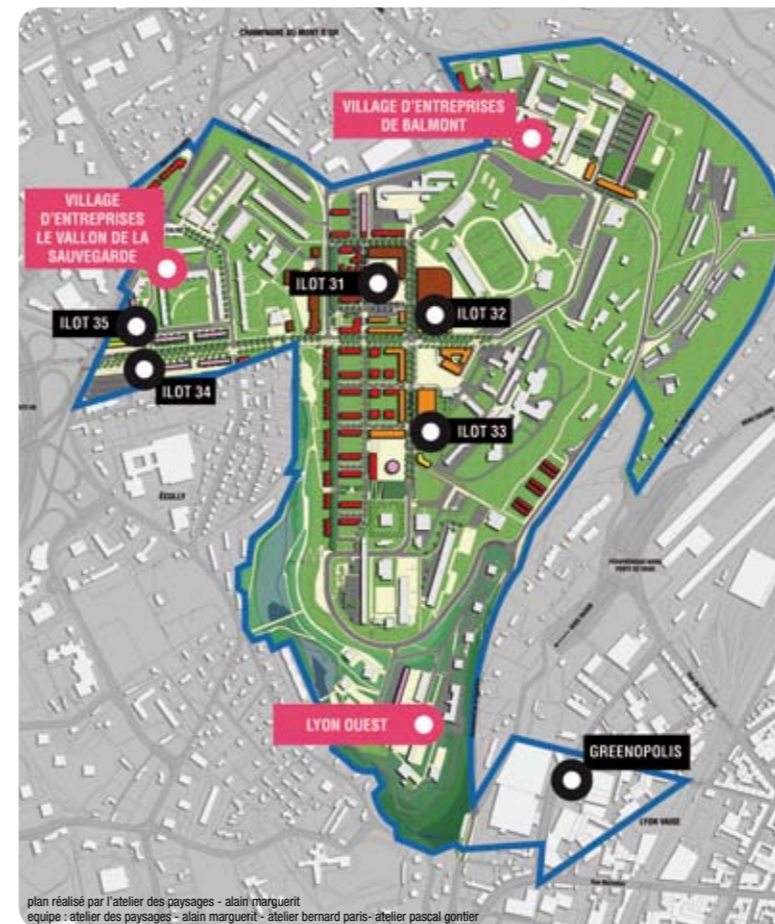 CHAMPAGNE AU MONT D'OR
VILLAGE D'ENTREPRISES
DE BALMONT
VILLAGE
D'ENTREPRISES
LE VALLON DE LA
SAUVEGARDE
ILOT 31
ILOT 32
ILOT 35
ILOT 34
ILOT 33
ÉCULLY
LYON OUEST
GREENOPOLIS
LYON VAISE
plan réalisé par l'atelier des paysages - alain marguerit
equipe : atelier des paysages - alain marguerit - atelier bernard paris- atelier pascal gontier